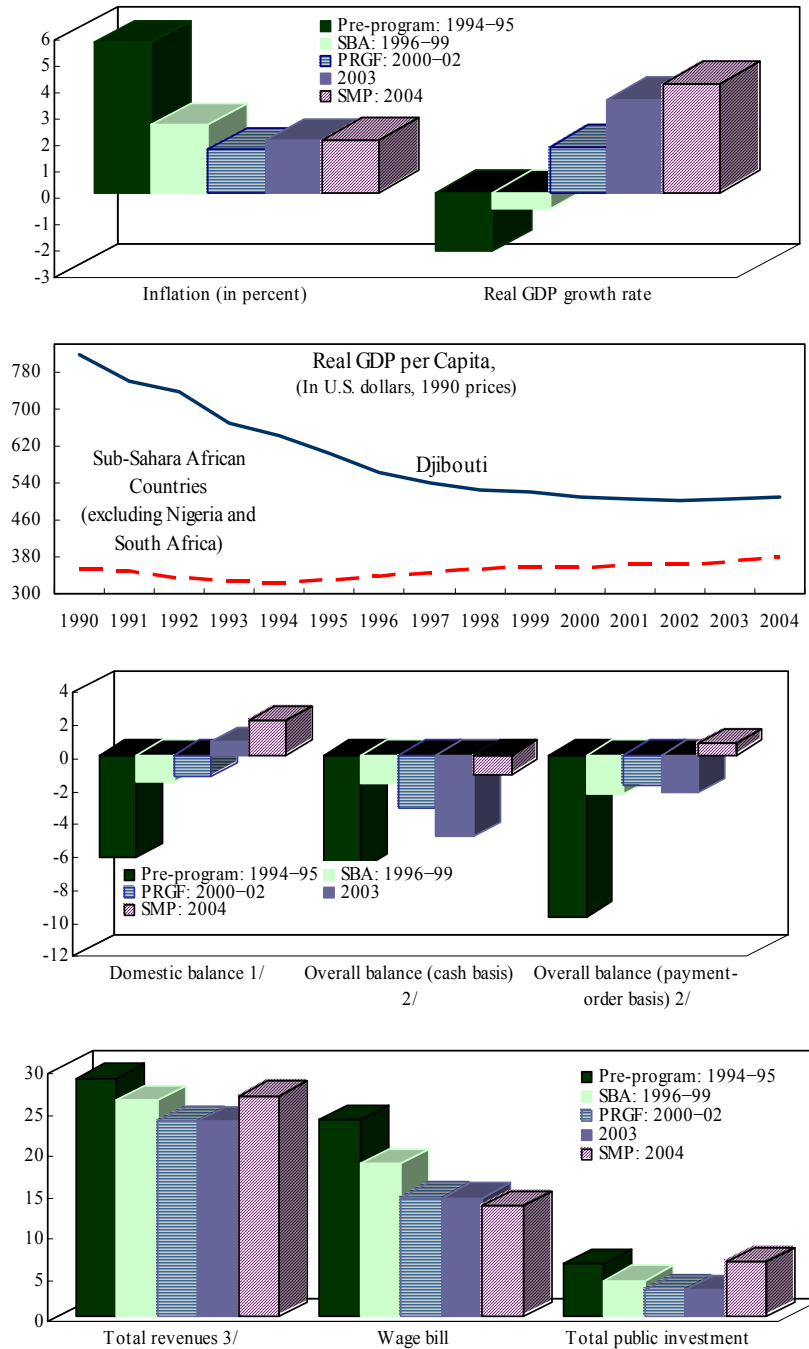 6
5
4
3
2
1
0
-1
-2
-3
Pre-program: 1994−95
SBA: 1996−99
PRGF: 2000-02
2003
SMP: 2004
Inflation (in percent)
Real GDP growth rate
780
700
620
540
460
380
300
Real GDP per Capita,
(In U.S. dollars, 1990 prices)
Sub-Sahara African
Countries
(excluding Nigeria and
South Africa)
Djibouti
1990 1991 1992 1993 1994 1995 1996 1997 1998 1999 2000 2001 2002 2003 2004
4
2
0
-2
-4
-6
-8
-10
-12
Pre-program: 1994−95
SBA: 1996−99
PRGF: 2000−02
2003
SMP: 2004
Domestic balance 1/
Overall balance (cash basis)
2/
Overall balance (payment-
order basis) 2/
30
25
20
15
10
5
0
Pre-program: 1994−95
SBA: 1996−99
PRGF: 2000-02
2003
SMP: 2004
Total revenues 3/
Wage bill
Total public investment